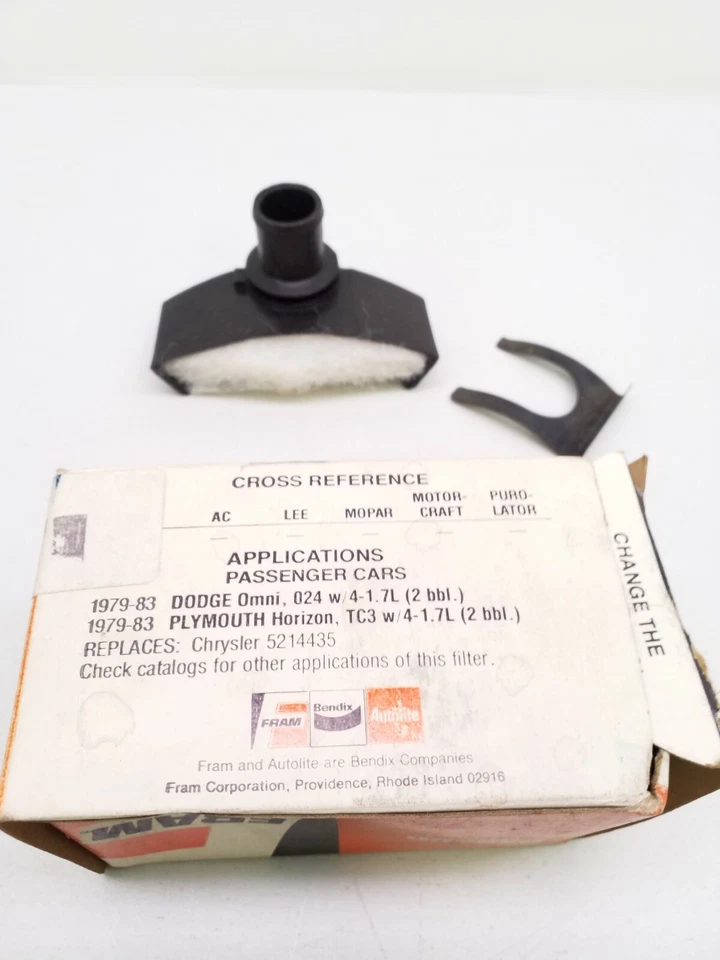 CROSS REFERENCE
AC LEE MOPAR MOTOR-CRAFT PURO-LATOR
APPLICATIONS
PASSENGER CARS
1979-83 DODGE Omni, 024 w/4-1.7L (2 bbl.)
1979-83 PLYMOUTH Horizon, TC3 w/4-1.7L (2 bbl.)
REPLACES: Chrysler 5214435
Check catalogs for other applications of this filter.
FRAM Bendix Autolite
Fram and Autolite are Bendix Companies
Fram Corporation, Providence, Rhode Island 02916
CHANGE THE
FRAM